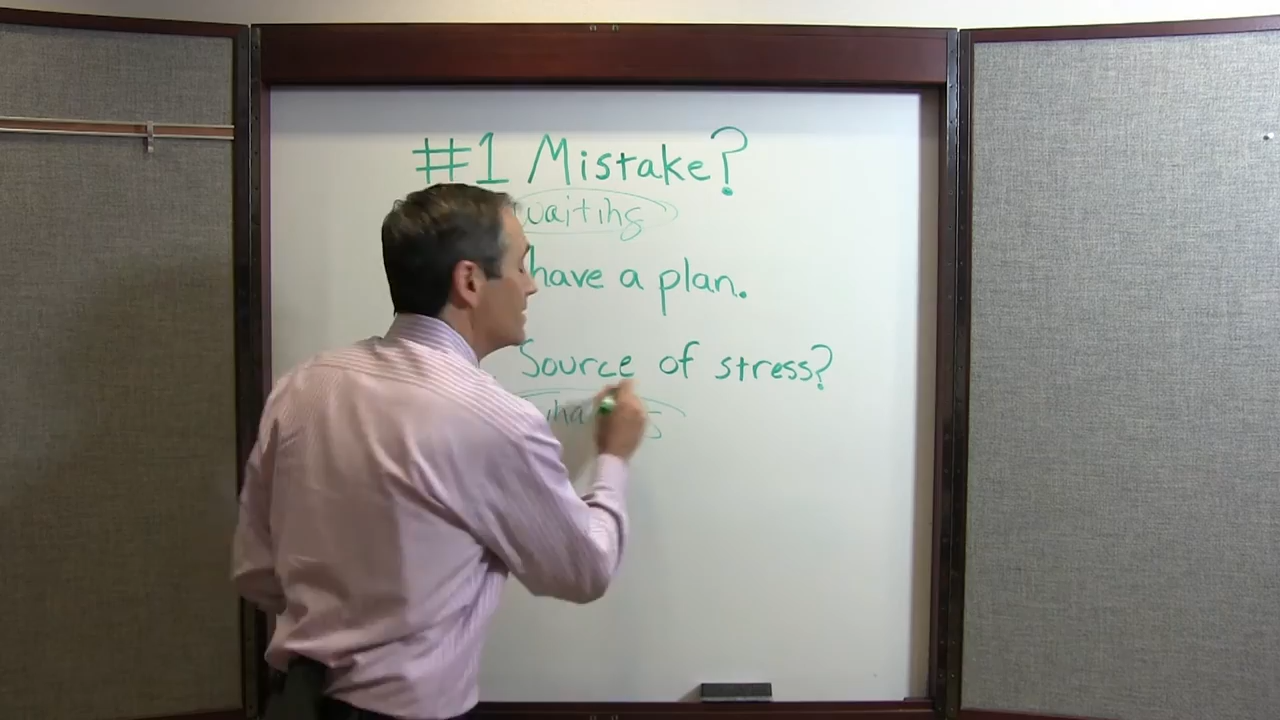 #1 Mistake?
waiting
have a plan.
Source of stress?